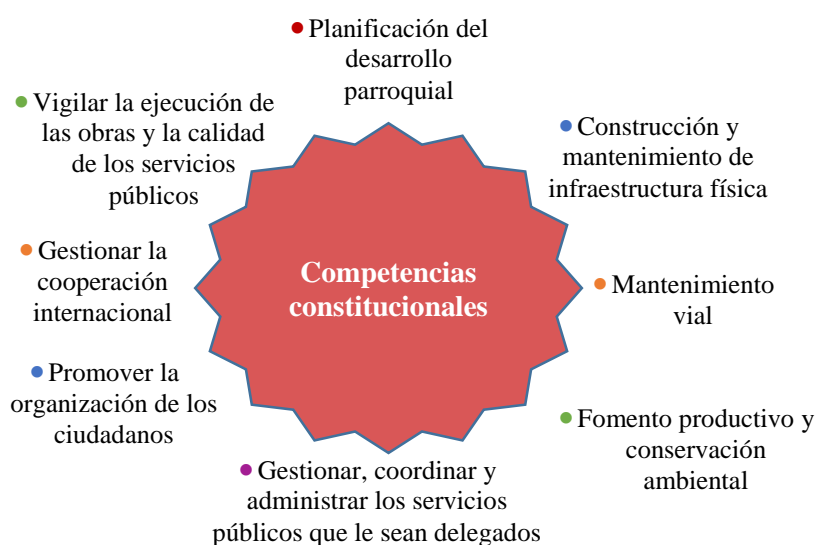 Planificación del
desarrollo
parroquial
Construcción y
mantenimiento de
infraestructura física
Mantenimiento
vial
Fomento productivo y
conservación
ambiental
Gestionar, coordinar y
administrar los servicios
públicos que le sean delegados
Promover la
organización de los
ciudadanos
Gestionar la
cooperación
internacional
Vigilar la ejecución de
las obras y la calidad
de los servicios
públicos
Competencias
constitucionales